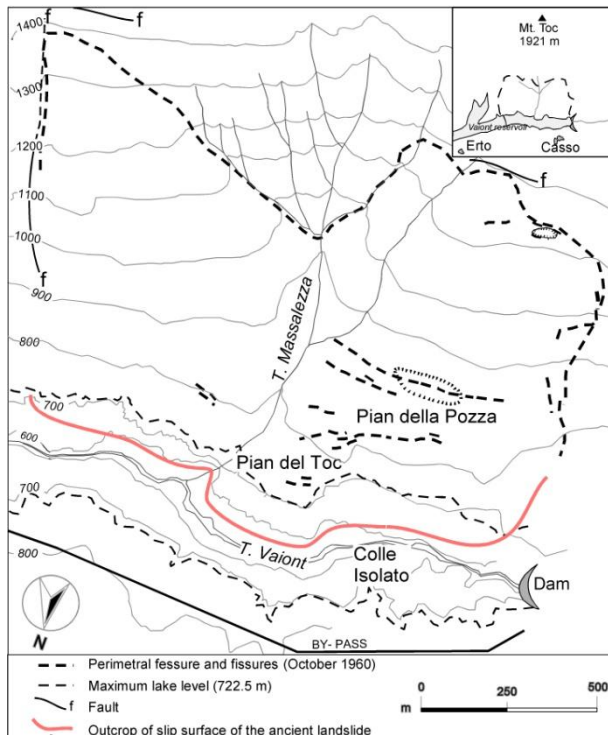 1400
f
f
1300
1200
1100
1000
f
900
800
700
600
700
800
Mt. Toc
1921 m
Vaiont reservoir
Erto
Casso
f
T. Massalezza
Pian della Pozza
Pian del Toc
T. Vaiont
Colle
Isolato
Dam
N
BY- PASS
Perimetral fessure and fissures (October 1960)
Maximum lake level (722.5 m)
f Fault
Outcrop of slip surface of the ancient landslide
0 250 500
m